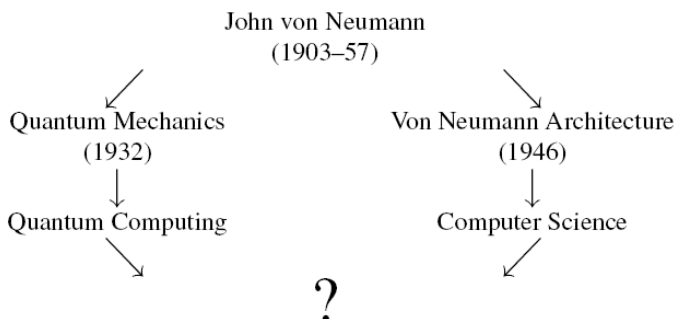 John von Neumann
(1903–57)
Quantum Mechanics
(1932)
Von Neumann Architecture
(1946)
Quantum Computing
Computer Science
?